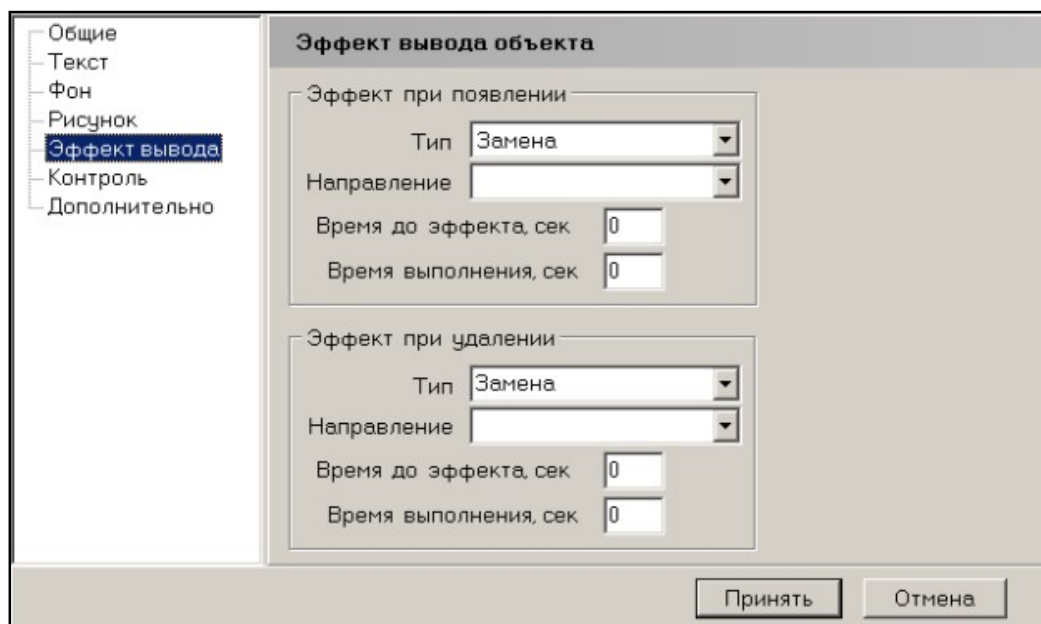 Общие
Текст
Фон
Рисунок
Эффект вывода
Контроль
Дополнительно
Эффект вывода объекта
Эффект при появлении
Тип Замена
Направление
Время до эффекта, сек 0
Время выполнения, сек 0
Эффект при удалении
Тип Замена
Направление
Время до эффекта, сек 0
Время выполнения, сек 0
Принять Отмена